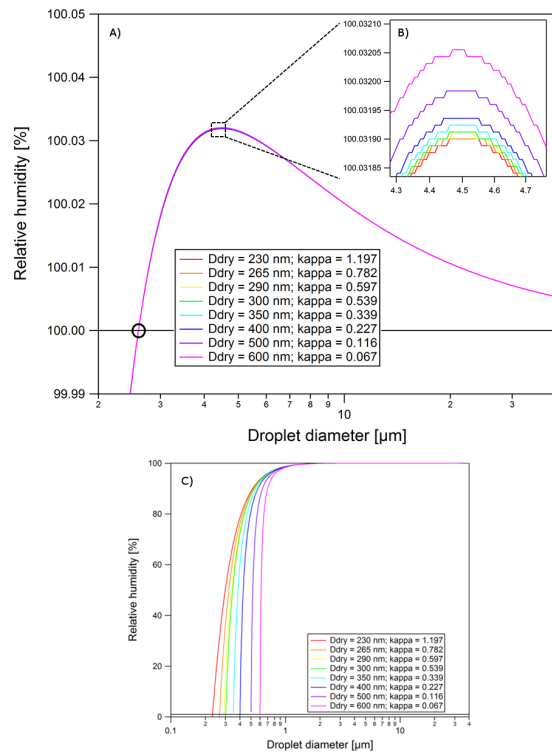 A)
100.05
100.04
100.03
100.02
100.01
100.00
99.99
Relative humidity [%]
2
3
4
5
6
7
8
9
10
2
3
Droplet diameter [µm]
Ddry = 230 nm; kappa = 1.197
Ddry = 265 nm; kappa = 0.782
Ddry = 290 nm; kappa = 0.597
Ddry = 300 nm; kappa = 0.539
Ddry = 350 nm; kappa = 0.339
Ddry = 400 nm; kappa = 0.227
Ddry = 500 nm; kappa = 0.116
Ddry = 600 nm; kappa = 0.067
B)
100.03210
100.03205
100.03200
100.03195
100.03190
100.03185
4.3
4.4
4.5
4.6
4.7
C)
100
80
60
40
20
0
Relative humidity [%]
0.1
2
3
4
5
6
7
8
9
1
2
3
4
5
6
7
8
9
10
2
3
4
Droplet diameter [µm]
Ddry = 230 nm; kappa = 1.197
Ddry = 265 nm; kappa = 0.782
Ddry = 290 nm; kappa = 0.597
Ddry = 300 nm; kappa = 0.539
Ddry = 350 nm; kappa = 0.339
Ddry = 400 nm; kappa = 0.227
Ddry = 500 nm; kappa = 0.116
Ddry = 600 nm; kappa = 0.067